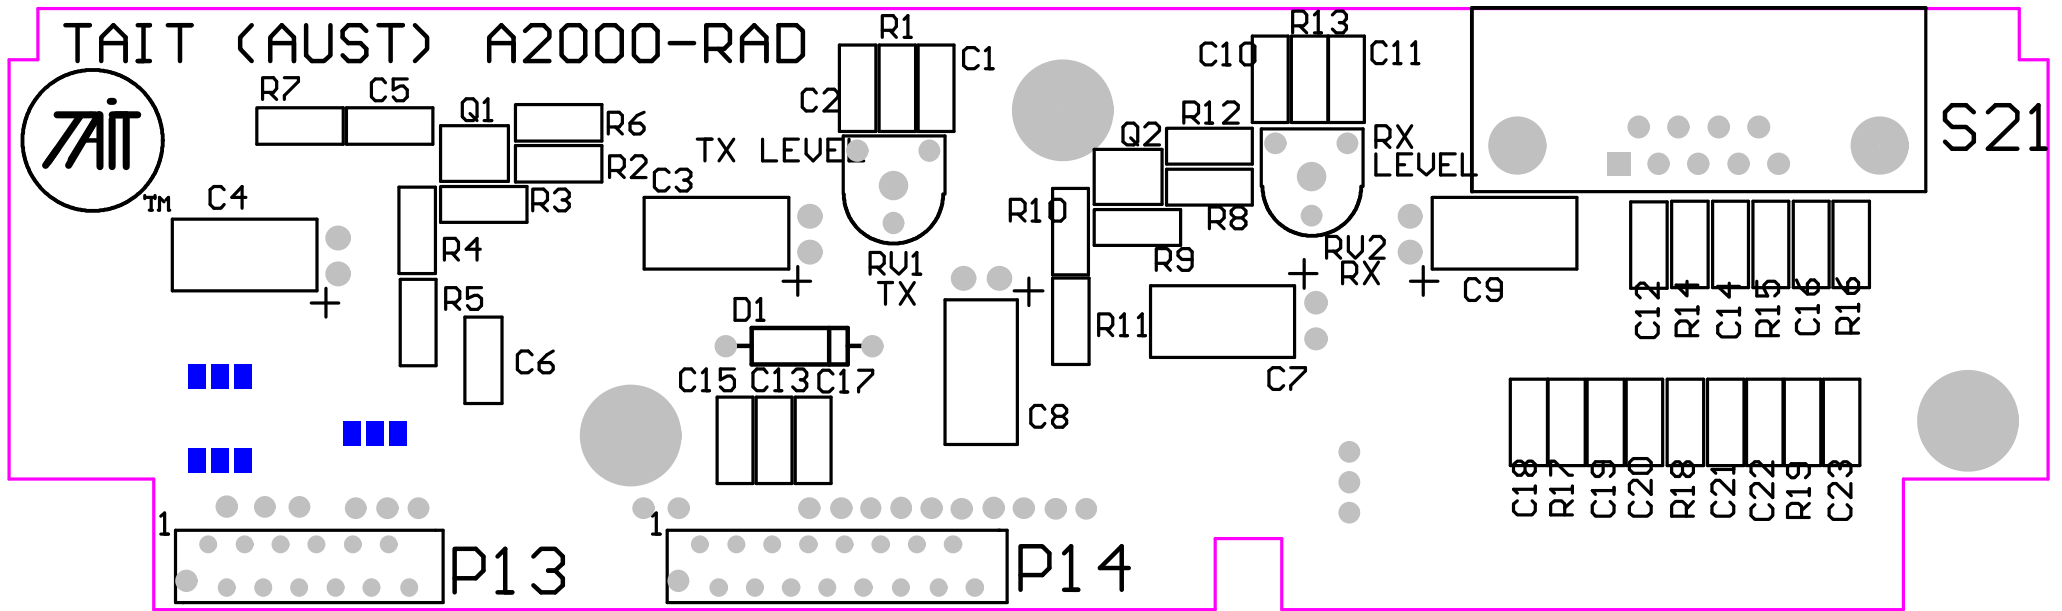 TAIT (AUST) A2000-RAD
R1
R13
C1
C10
C11
R7
C5
Q1
R6
C2
R12
Q2
TAIT
TM
R2
TX LEVEL
RX
LEVEL
S21
C4
R3
C3
R10
R8
R4
R9
RV1
TX
RV2
RX
R5
C9
D1
R11
C12
R14
C14
R15
C16
R16
C6
C15
C13
C17
C7
C8
C18
R17
C19
C20
R18
C21
C22
R19
C23
1
P13
1
P14
+
+
+
+
+